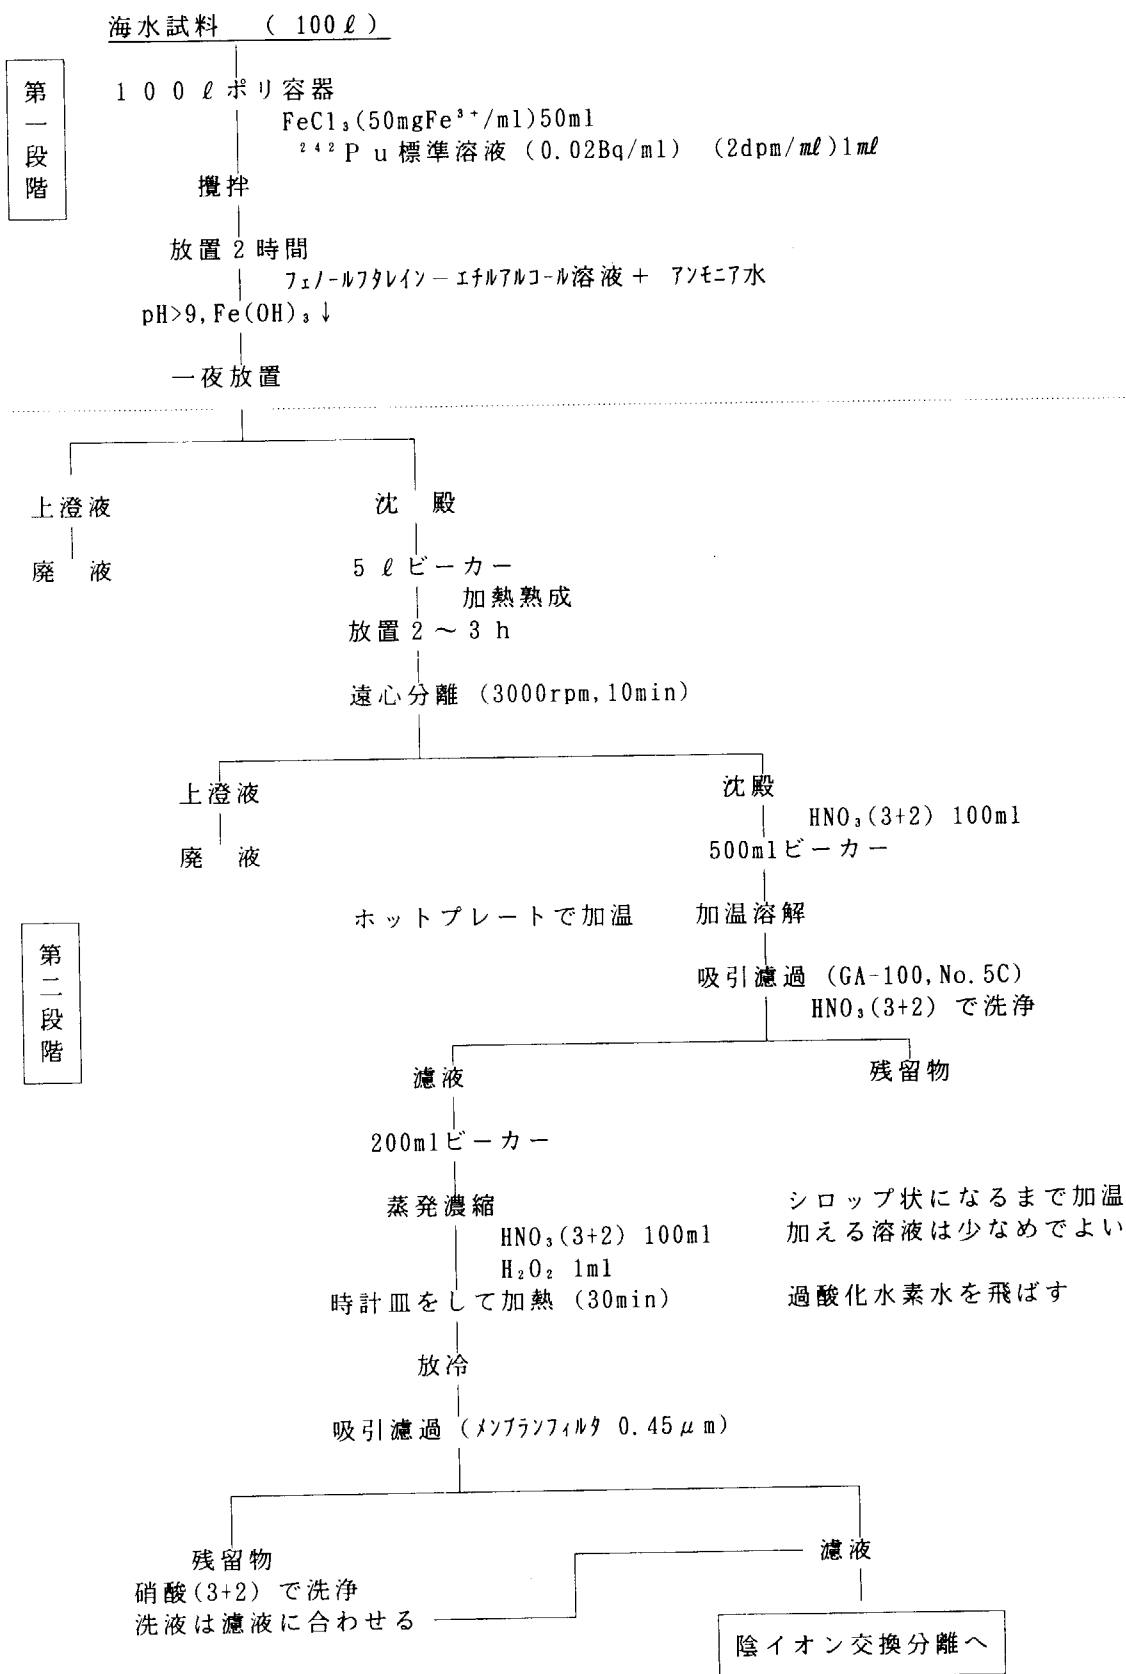 海水試料 (100ℓ)
第一段階
100ℓポリ容器
FeCl₃(50mgFe³⁺/ml)50ml
²⁴²Pu標準溶液(0.02Bq/ml) (2dpm/㎖)1㎖
攪拌
放置2時間
フェノールフタレイン－エチルアルコール溶液＋ アンモニア水
pH>9,Fe(OH)₃↓
一夜放置
上澄液
沈 殿
廃 液
5ℓビーカー
加熱熟成
放置2～3h
遠心分離 (3000rpm,10min)
上澄液
沈殿
HNO₃(3+2) 100ml
廃 液
500mlビーカー
ホットプレートで加温
加温溶解
第二段階
吸引濾過 (GA-100,No.5C)
HNO₃(3+2) で洗浄
濾液
残留物
200mlビーカー
蒸発濃縮
シロップ状になるまで加温
HNO₃(3+2) 100ml
加える溶液は少なめでよい
H₂O₂ 1ml
時計皿をして加熱 (30min)
過酸化水素水を飛ばす
放冷
吸引濾過 (メンブランフィルタ 0.45μm)
残留物
濾液
硝酸(3+2) で洗浄
洗液は濾液に合わせる
陰イオン交換分離へ